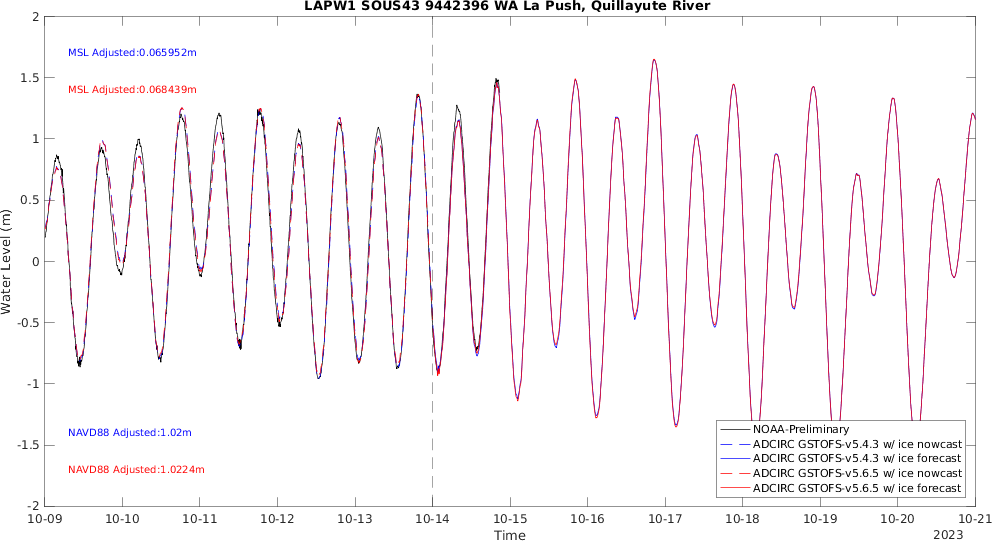 LAPW1 SOUS43 9442396 WA La Push, Quillayute River
2
1.5
1
0.5
0
-0.5
-1
-1.5
-2
Water Level (m)
MSL Adjusted:0.065952m
MSL Adjusted:0.068439m
NAVD88 Adjusted:1.02m
NAVD88 Adjusted:1.0224m
NOAA-Preliminary
ADCIRC GSTOFS-v5.4.3 w/ ice nowcast
ADCIRC GSTOFS-v5.4.3 w/ ice forecast
ADCIRC GSTOFS-v5.6.5 w/ ice nowcast
ADCIRC GSTOFS-v5.6.5 w/ ice forecast
10-09 10-10 10-11 10-12 10-13 10-14 10-15 10-16 10-17 10-18 10-19 10-20 10-21
Time
2023